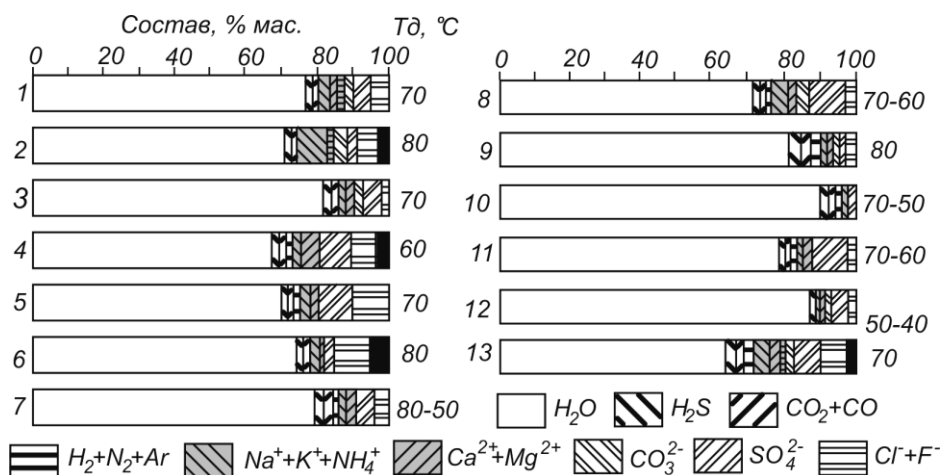 Состав, % мас. Тд, °С
0 20 40 60 80 100
1 70
2 80
3 70
4 60
5 70
6 80
7 80-50
0 20 40 60 80 100
8 70-60
9 80
10 70-50
11 70-60
12 50-40
13 70
H₂O H₂S CO₂+CO
H₂+N₂+Ar Na⁺+K⁺+NH₄⁺ Ca²⁺+Mg²⁺ CO₃²⁻ SO₄²⁻ Cl⁻+F⁻